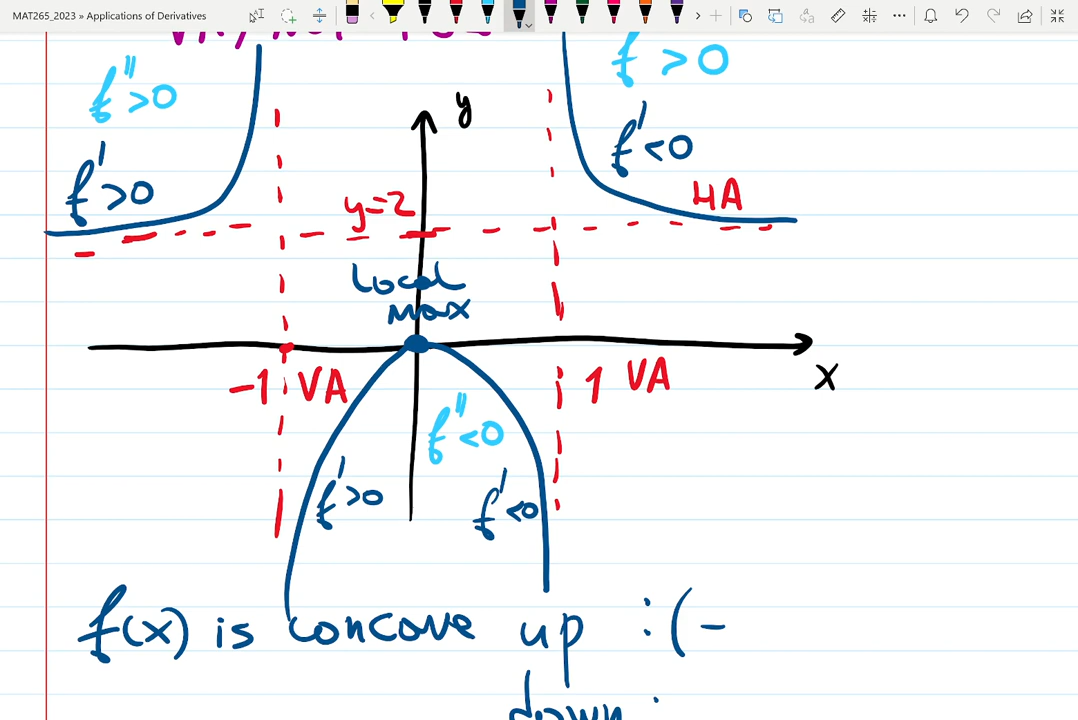 MAT265_2023 » Applications of Derivatives
f''>0
f'>0
f >0
f'<0
y
y=2
HA
Local
max
-1 VA
1 VA
x
f''<0
f'>0
f'<0
f(x) is concave up :(-
down: